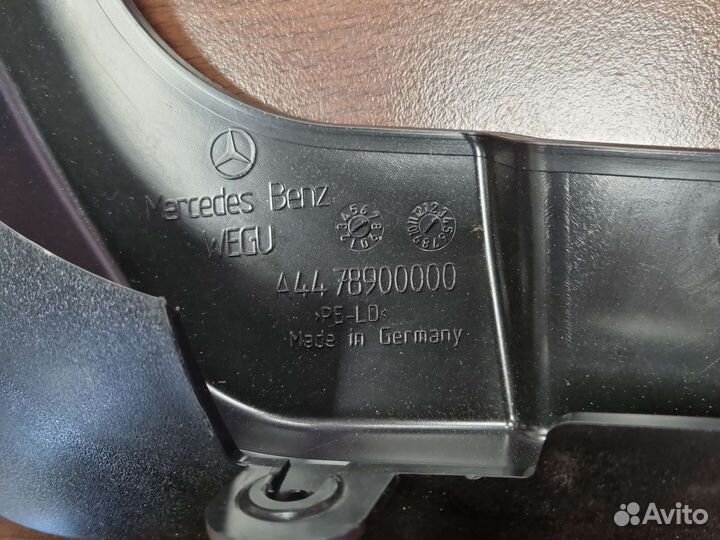 Mercedes Benz
WEGU
A44 78900000
>PE-LD<
Made in Germany
Avito